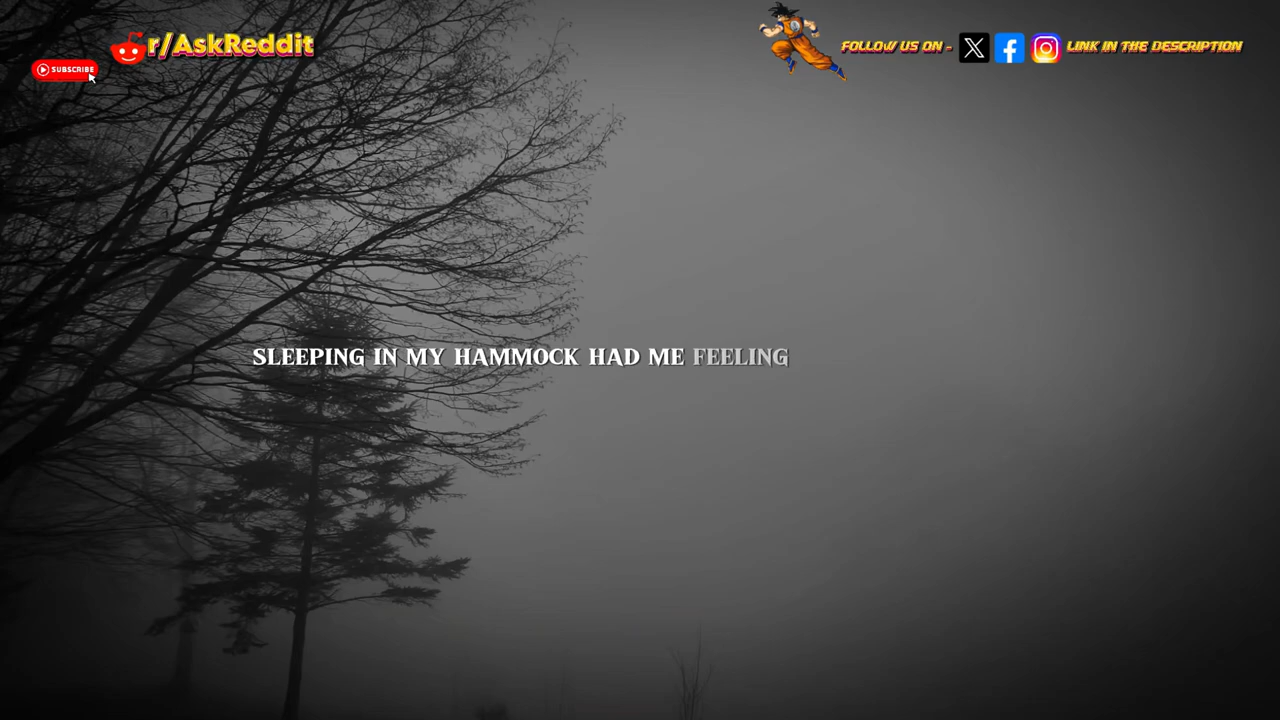 r/AskReddit
SUBSCRIBE
FOLLOW US ON -
LINK IN THE DESCRIPTION
SLEEPING IN MY HAMMOCK HAD ME FEELING